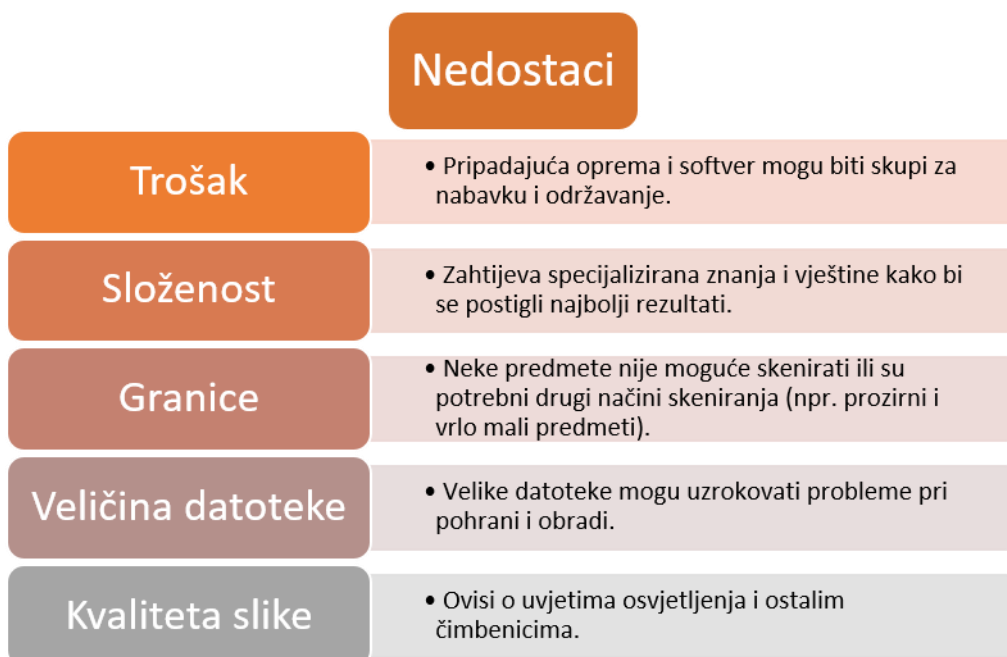 Nedostaci
Trošak
• Pripadajuća oprema i softver mogu biti skupi za
nabavku i održavanje.
Složenost
• Zahtijeva specijalizirana znanja i vještine kako bi
se postigli najbolji rezultati.
Granice
• Neke predmete nije moguće skenirati ili su
potrebni drugi načini skeniranja (npr. prozirni i
vrlo mali predmeti).
Veličina datoteke
• Velike datoteke mogu uzrokovati probleme pri
pohrani i obradi.
Kvaliteta slike
• Ovisi o uvjetima osvjetljenja i ostalim
čimbenicima.